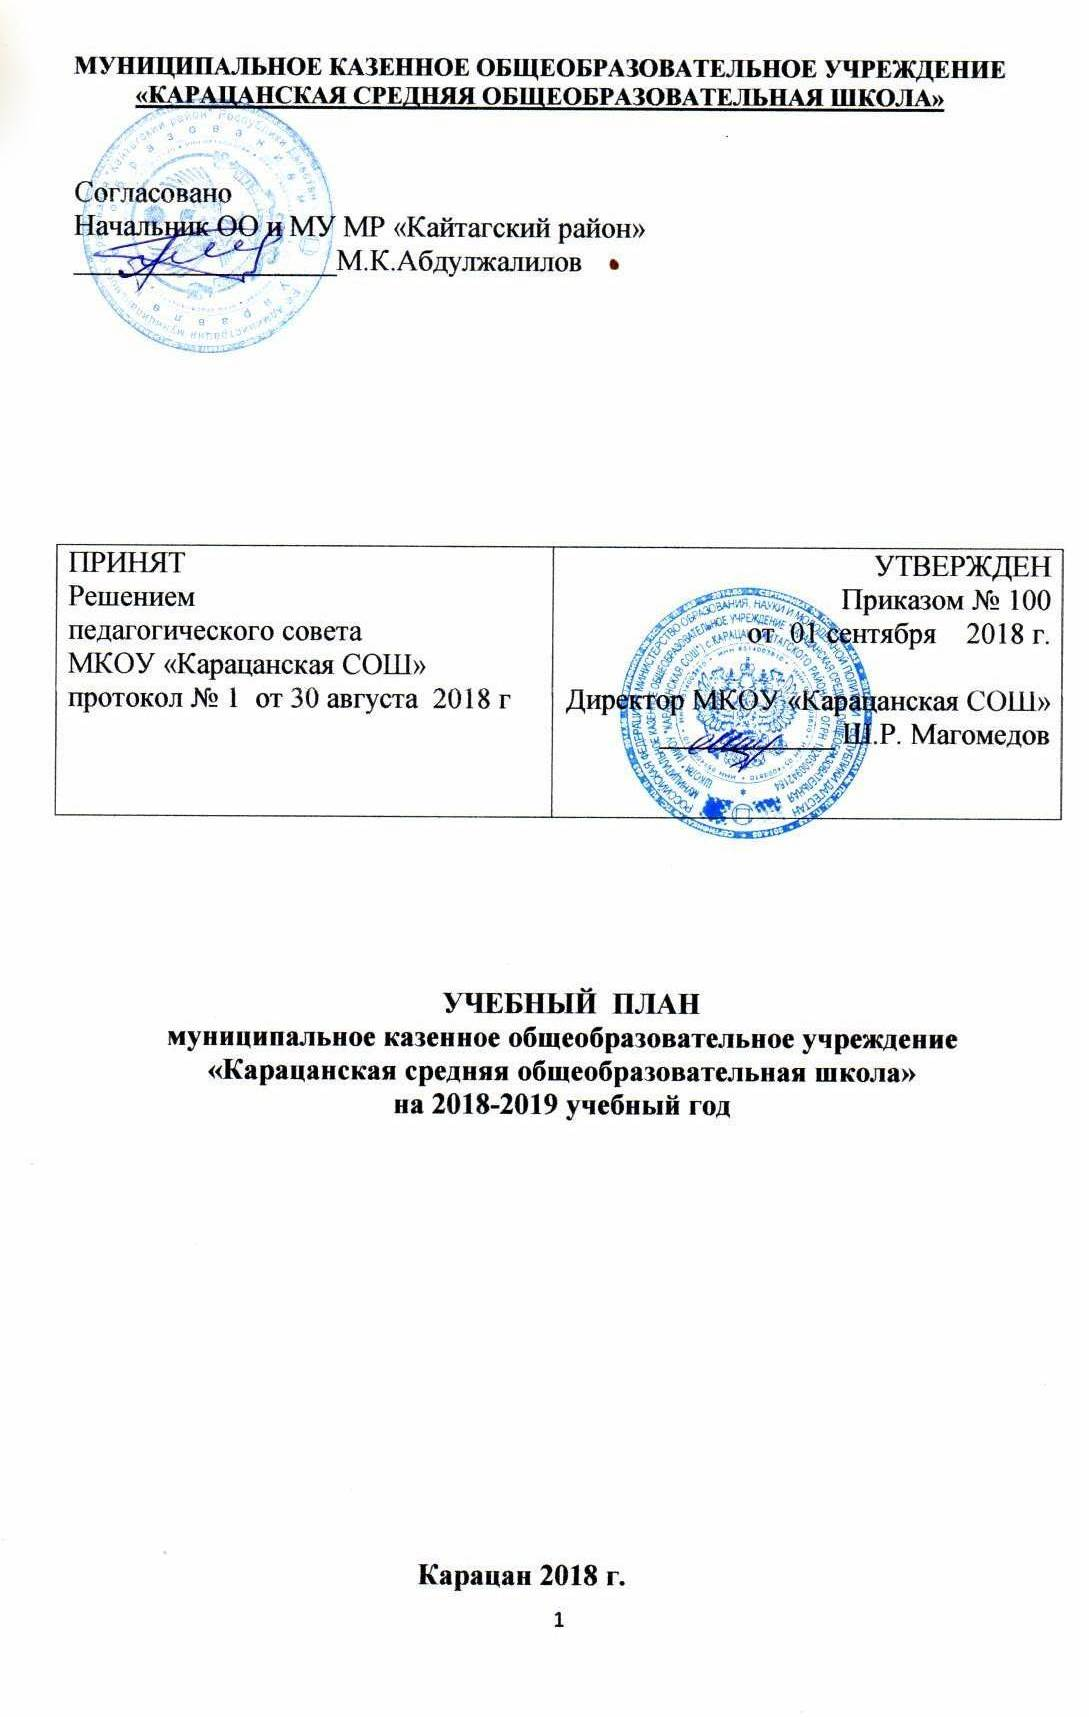 МУНИЦИПАЛЬНОЕ КАЗЕННОЕ ОБЩЕОБРАЗОВАТЕЛЬНОЕ УЧРЕЖДЕНИЕ
«КАРАЦАНСКАЯ СРЕДНЯЯ ОБЩЕОБРАЗОВАТЕЛЬНАЯ ШКОЛА»
Согласовано
Начальник ОО и МУ МР «Кайтагский район»
М.К.Абдулжалилов
ПРИНЯТ
Решением
педагогического совета
МКОУ «Карацанская СОШ»
протокол № 1 от 30 августа 2018 г
УТВЕРЖДЕН
Приказом № 100
от 01 сентября 2018 г.
Директор МКОУ «Карацанская СОШ»
Ш.Р. Магомедов
УЧЕБНЫЙ ПЛАН
муниципальное казенное общеобразовательное учреждение
«Карацанская средняя общеобразовательная школа»
на 2018-2019 учебный год
Карацан 2018 г.
1